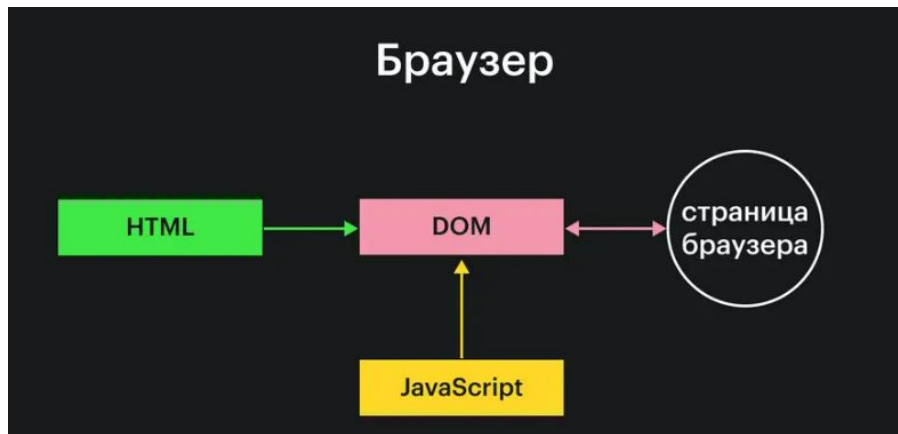 Браузер
HTML
DOM
страница
браузера
JavaScript